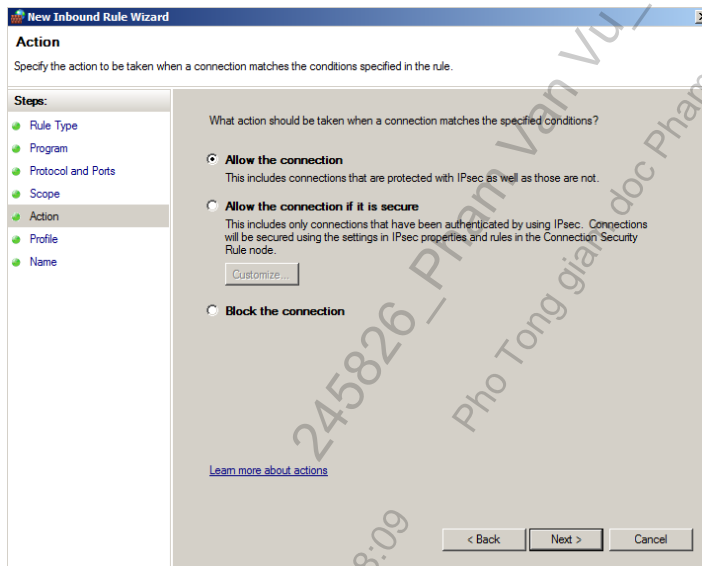 New Inbound Rule Wizard
Action
Specify the action to be taken when a connection matches the conditions specified in the rule.
Steps:
Rule Type
Program
Protocol and Ports
Scope
Action
Profile
Name
What action should be taken when a connection matches the specified conditions?
Allow the connection
This includes connections that are protected with IPsec as well as those are not.
Allow the connection if it is secure
This includes only connections that have been authenticated by using IPsec. Connections
will be secured using the settings in IPsec properties and rules in the Connection Security
Rule node.
Customize...
Block the connection
Learn more about actions
< Back
Next >
Cancel
245826_Pham Van Vu_
Pho Tong giam doc Pham
8:09